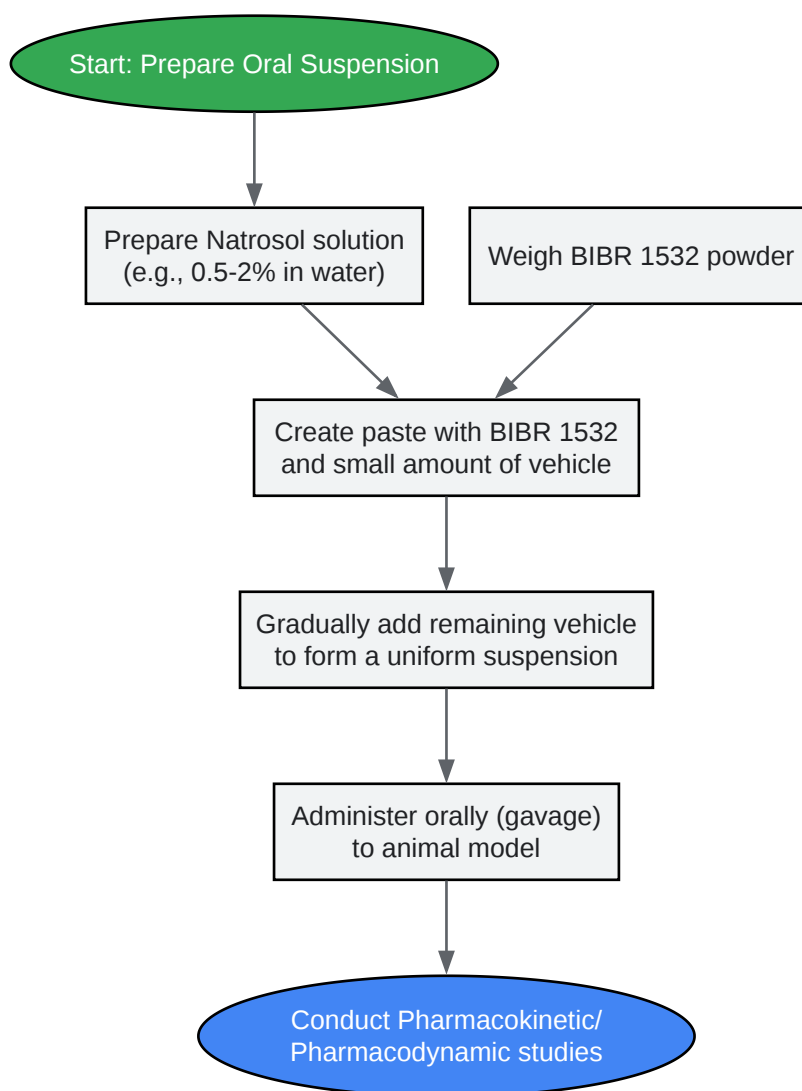 Start: Prepare Oral Suspension
Prepare Natrosol solution
(e.g., 0.5-2% in water)
Weigh BIBR 1532 powder
Create paste with BIBR 1532
and small amount of vehicle
Gradually add remaining vehicle
to form a uniform suspension
Administer orally (gavage)
to animal model
Conduct Pharmacokinetic/
Pharmacodynamic studies